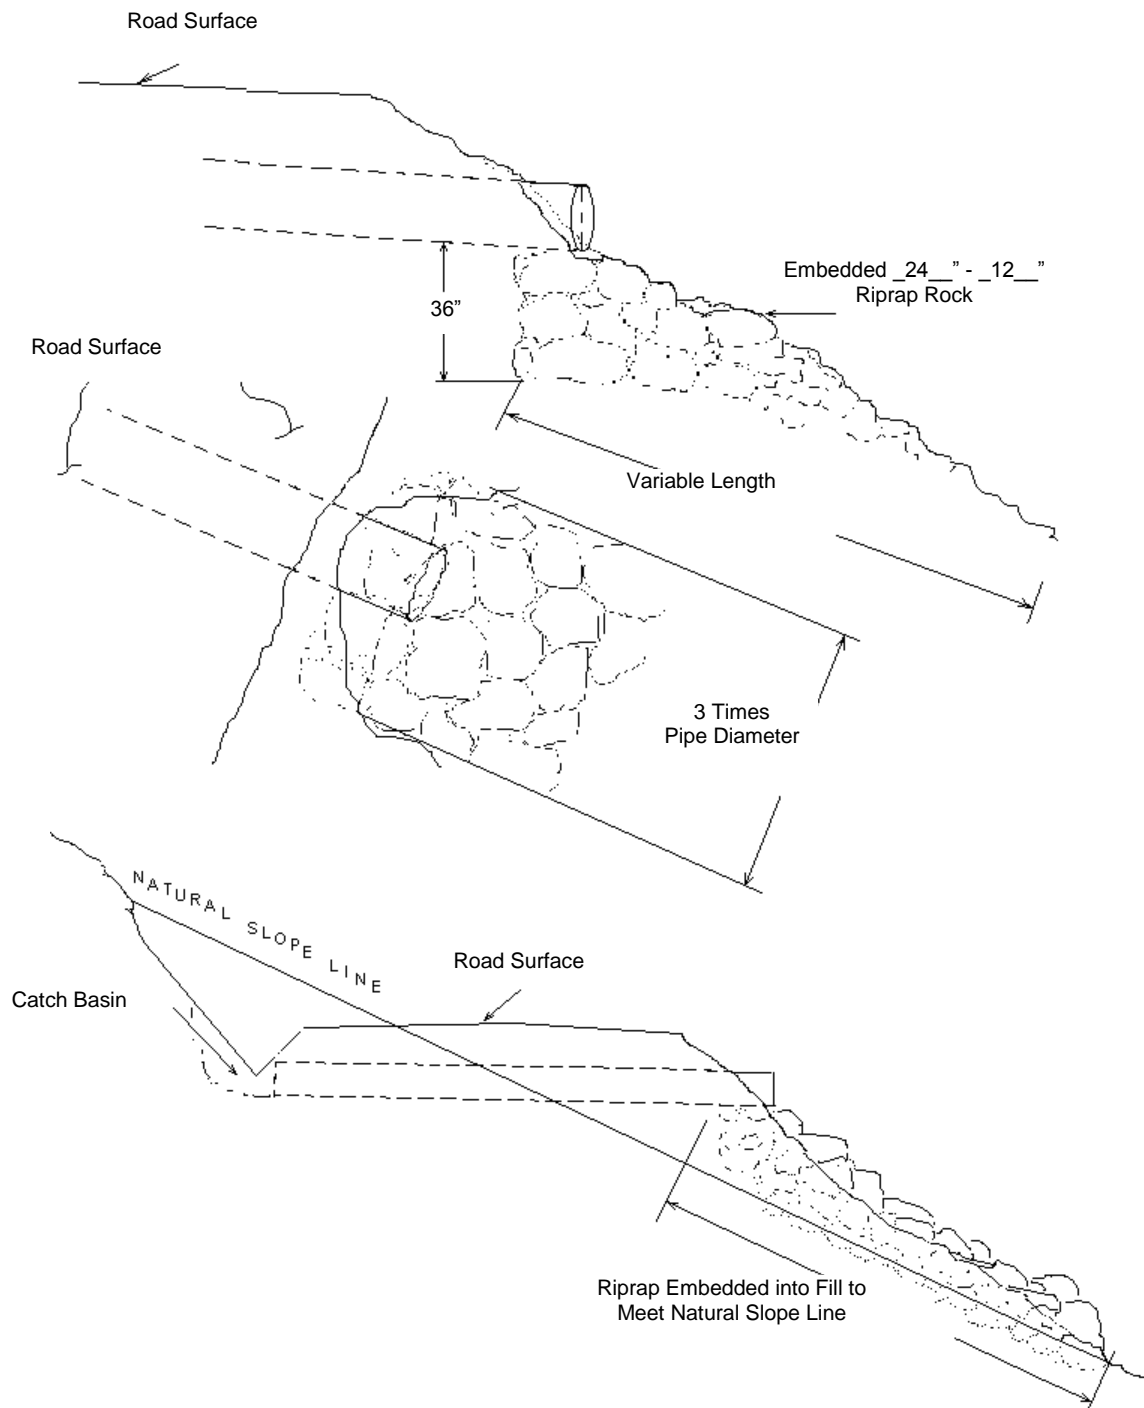 Road Surface
Embedded _24__” - _12__”
Riprap Rock
36”
Road Surface
Variable Length
3 Times
Pipe Diameter
NATURAL SLOPE LINE
Road Surface
Catch Basin
Riprap Embedded into Fill to
Meet Natural Slope Line